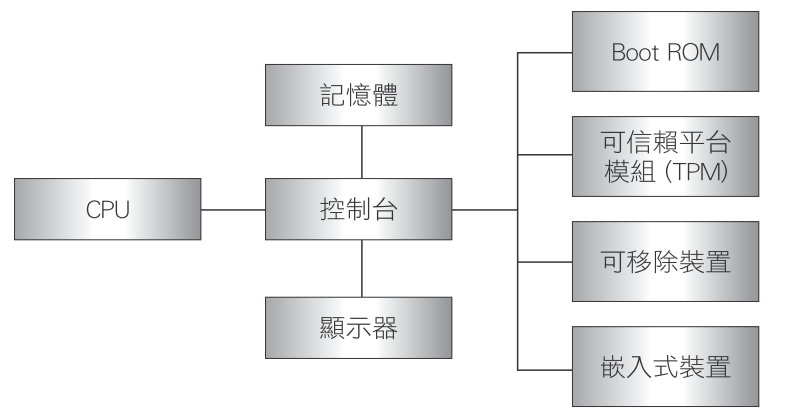 Boot ROM
記憶體
可信賴平台
模組（TPM）
CPU
控制台
可移除裝置
顯示器
嵌入式裝置